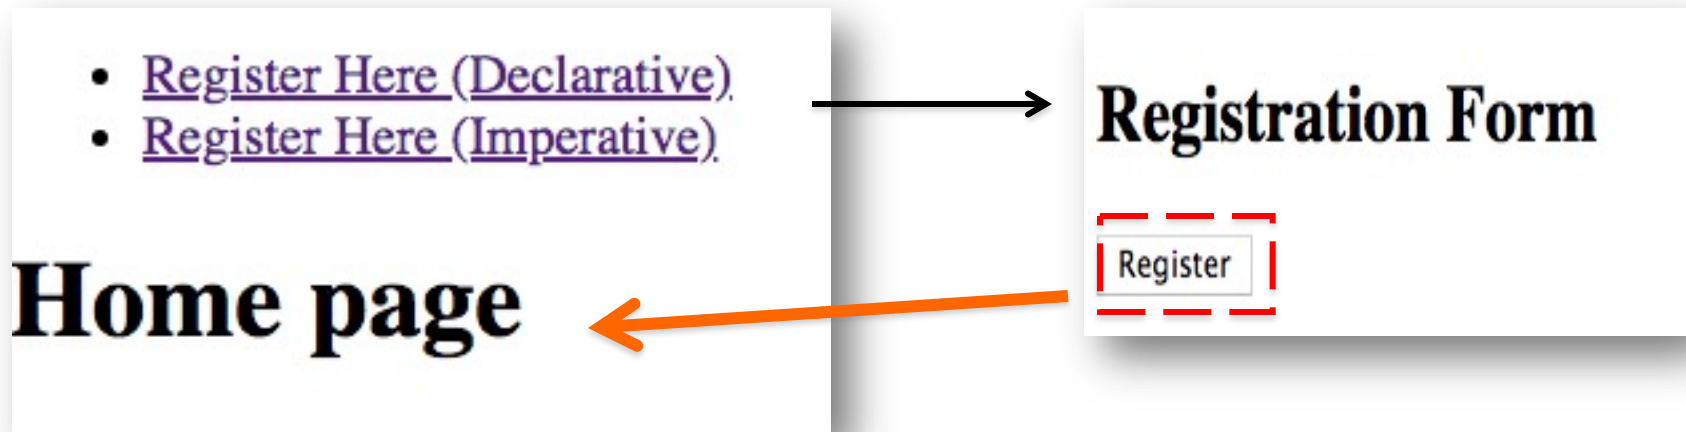 Register Here (Declarative)
Register Here (Imperative)
Home page
Registration Form
Register